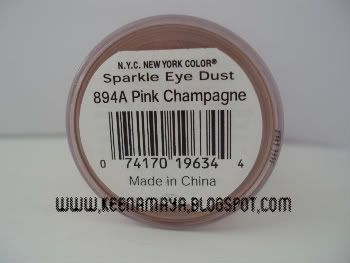 N.Y.C. NEW YORK COLOR®
Sparkle Eye Dust
894A Pink Champagne
0 74170 19634 4
Made in China
WWW.KEENAMAYA.BLOGSPOT.COM